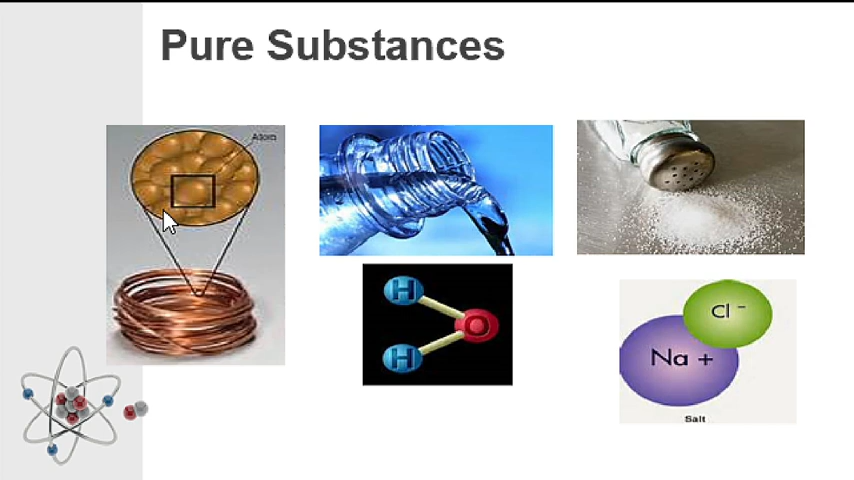 Pure Substances
Atom
H
O
H
Cl⁻
Na +
Salt